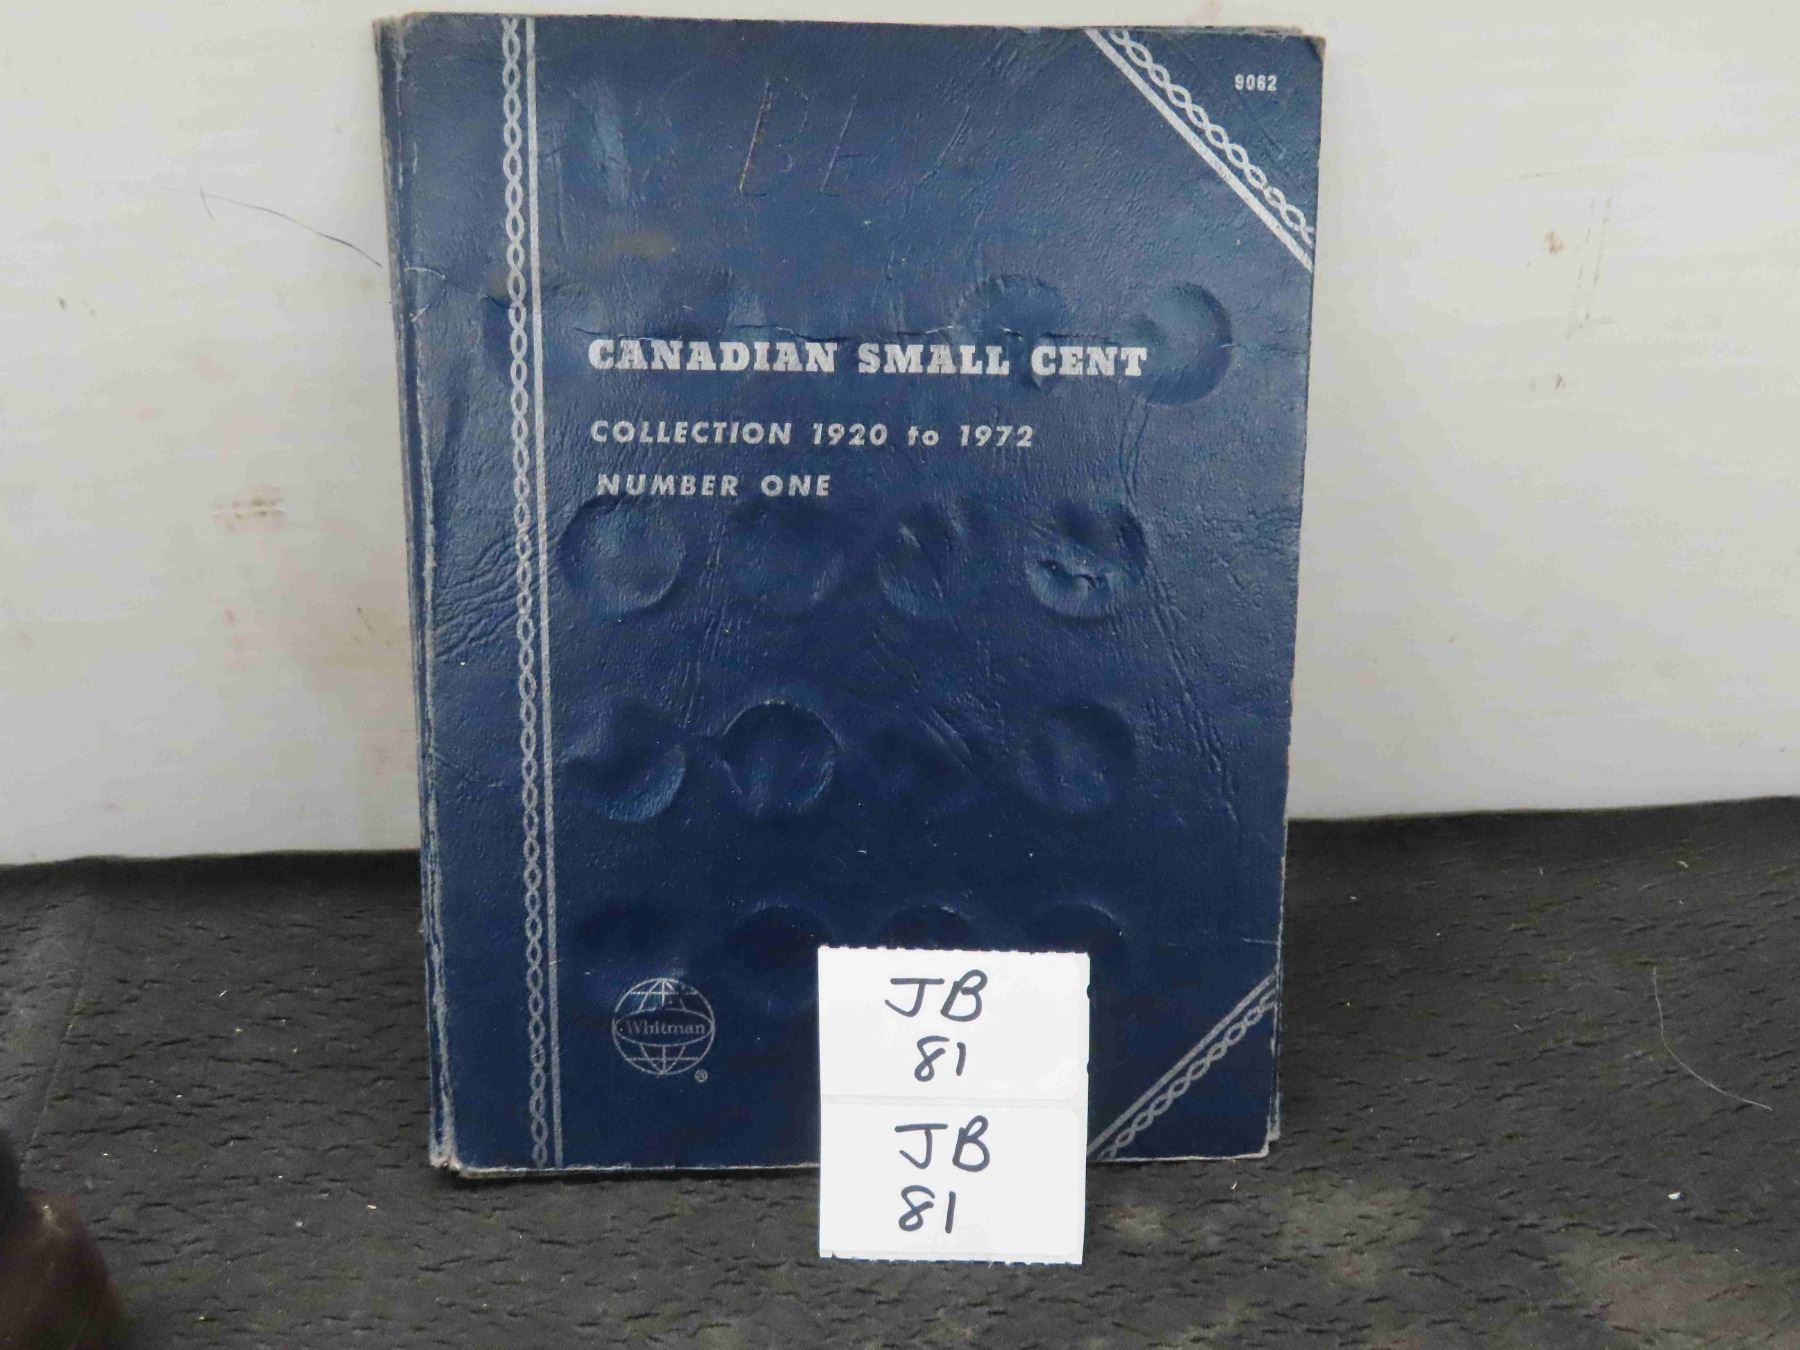 9062
CANADIAN SMALL CENT
COLLECTION 1920 to 1972
NUMBER ONE
Whitman
®
JB
81
JB
81